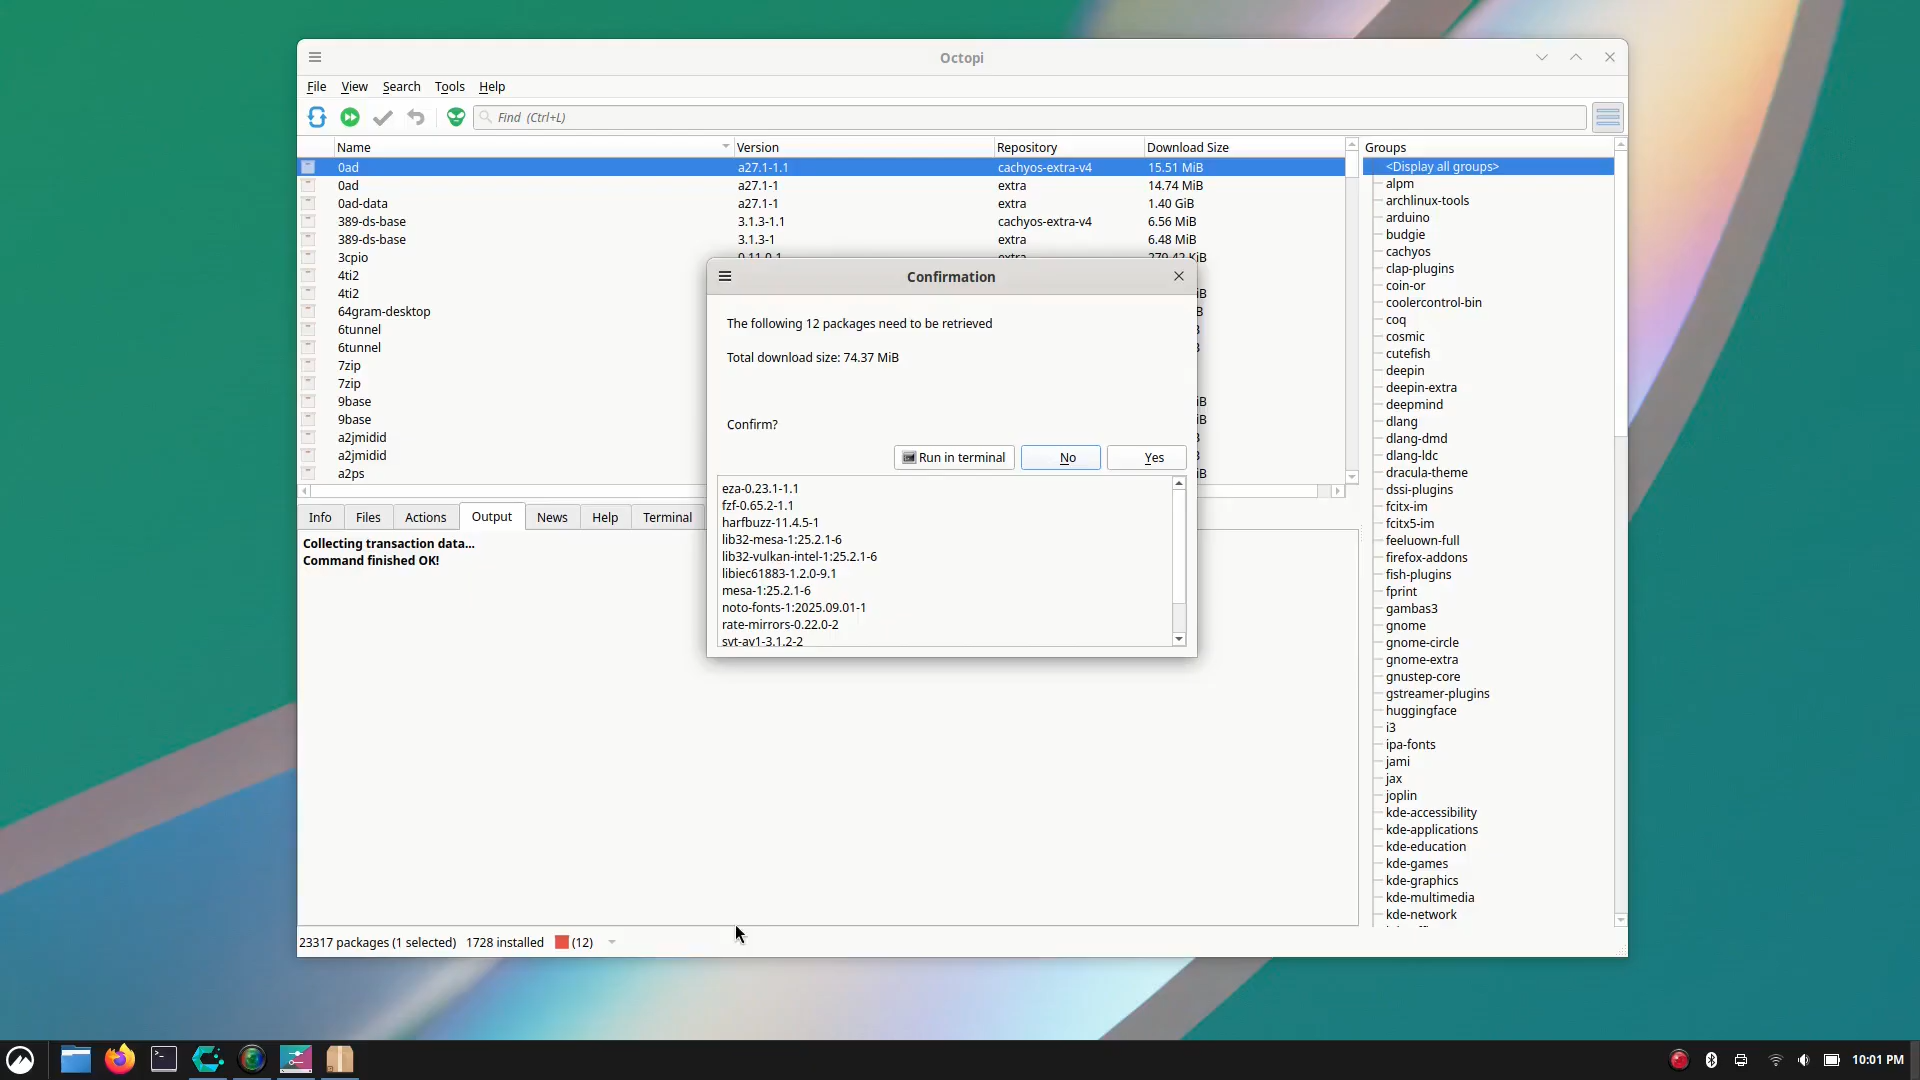 Octopi
File View Search Tools Help
Find (Ctrl+L)
Name Version Repository Download Size
0ad a27.1-1.1 cachyos-extra-v4 15.51 MiB
0ad a27.1-1 extra 14.74 MiB
0ad-data a27.1-1 extra 1.40 GiB
389-ds-base 3.1.3-1.1 cachyos-extra-v4 6.56 MiB
389-ds-base 3.1.3-1 extra 6.48 MiB
3cpio 0.11.0-1 extra 279.42 KiB
4ti2
4ti2
64gram-desktop
6tunnel
6tunnel
7zip
7zip
9base
9base
a2jmidid
a2jmidid
a2ps
Confirmation
The following 12 packages need to be retrieved
Total download size: 74.37 MiB
Confirm?
Run in terminal No Yes
eza-0.23.1-1.1
fzf-0.65.2-1.1
harfbuzz-11.4.5-1
lib32-mesa-1:25.2.1-6
lib32-vulkan-intel-1:25.2.1-6
libiec61883-1.2.0-9.1
mesa-1:25.2.1-6
noto-fonts-1:2025.09.01-1
rate-mirrors-0.22.0-2
svt-av1-3.1.2-2
Groups
<Display all groups>
alpm
archlinux-tools
arduino
budgie
cachyos
clap-plugins
coin-or
coolercontrol-bin
coq
cosmic
cutefish
deepin
deepin-extra
deepmind
dlang
dlang-dmd
dlang-ldc
dracula-theme
dssi-plugins
fcitx-im
fcitx5-im
feeluown-full
firefox-addons
fish-plugins
fprint
gambas3
gnome
gnome-circle
gnome-extra
gnustep-core
gstreamer-plugins
huggingface
i3
ipa-fonts
jami
jax
joplin
kde-accessibility
kde-applications
kde-education
kde-games
kde-graphics
kde-multimedia
kde-network
Info Files Actions Output News Help Terminal
Collecting transaction data...
Command finished OK!
23317 packages (1 selected) 1728 installed (12)
10:01 PM